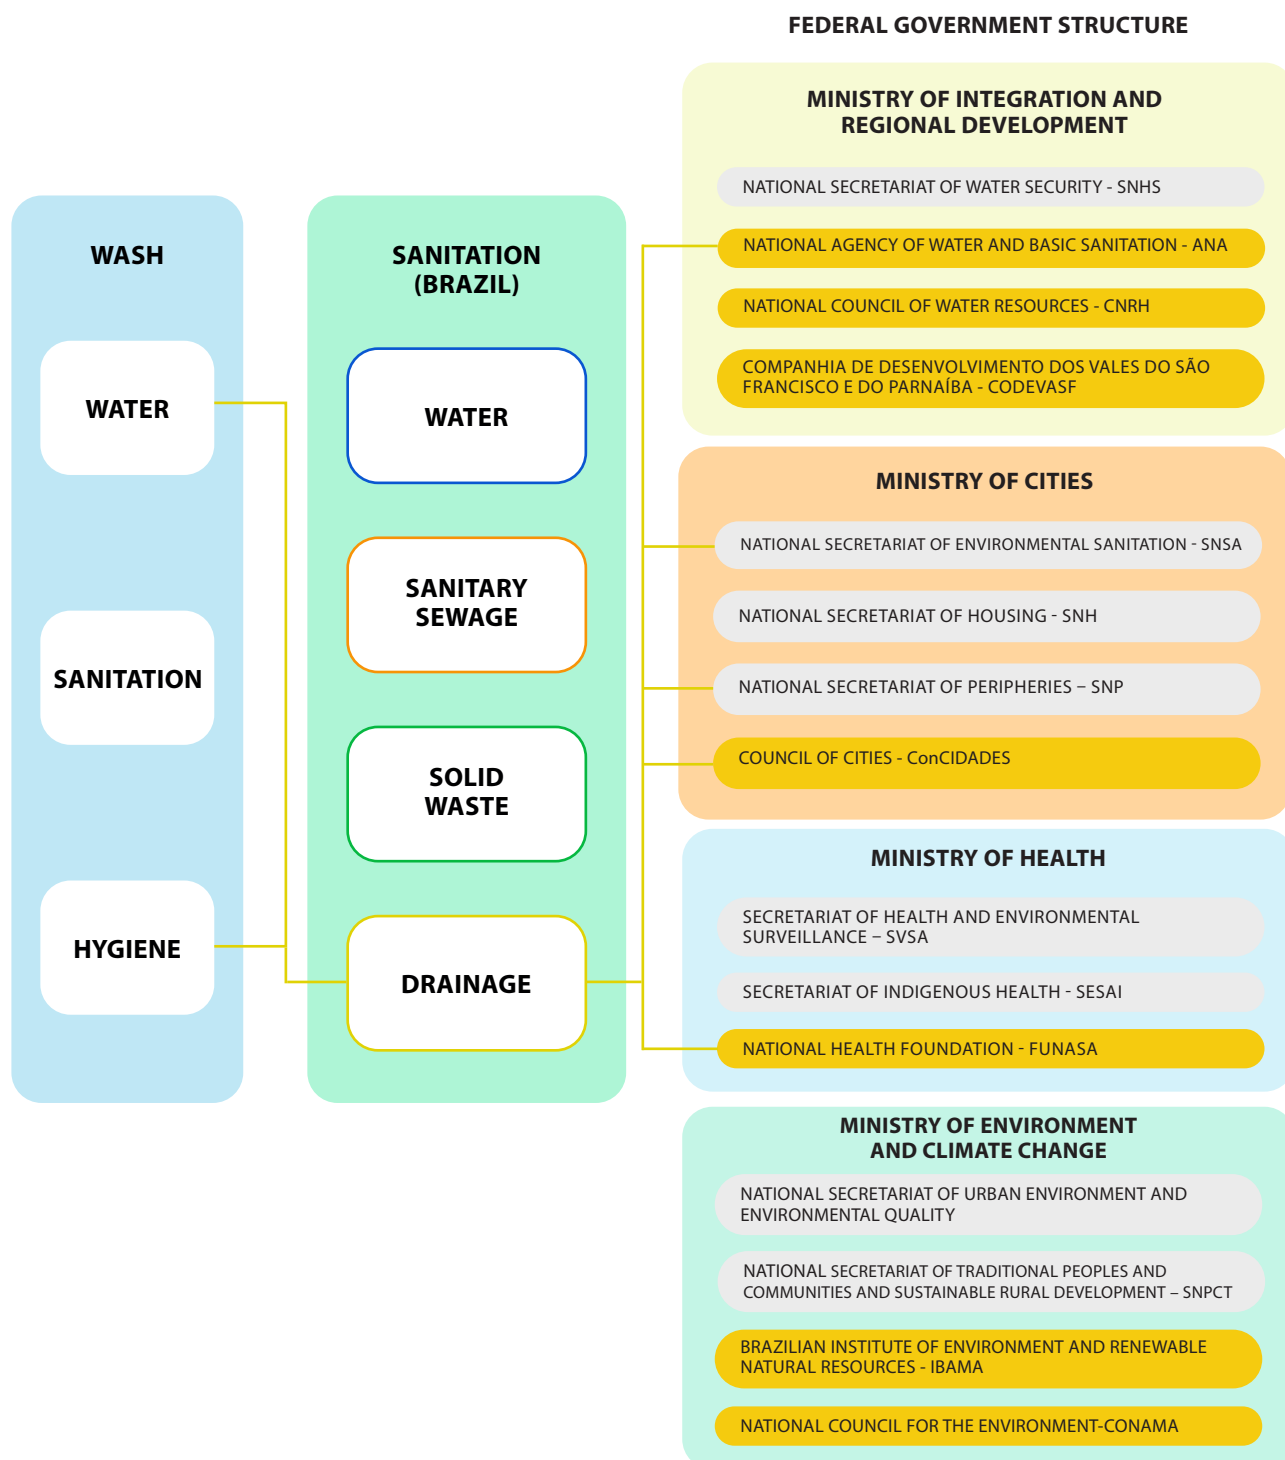 FEDERAL GOVERNMENT STRUCTURE
WASH
WATER
SANITATION
HYGIENE
SANITATION
(BRAZIL)
WATER
SANITARY
SEWAGE
SOLID
WASTE
DRAINAGE
MINISTRY OF INTEGRATION AND
REGIONAL DEVELOPMENT
NATIONAL SECRETARIAT OF WATER SECURITY - SNHS
NATIONAL AGENCY OF WATER AND BASIC SANITATION - ANA
NATIONAL COUNCIL OF WATER RESOURCES - CNRH
COMPANHIA DE DESENVOLVIMENTO DOS VALES DO SÃO
FRANCISCO E DO PARNAÍBA - CODEVASF
MINISTRY OF CITIES
NATIONAL SECRETARIAT OF ENVIRONMENTAL SANITATION - SNSA
NATIONAL SECRETARIAT OF HOUSING - SNH
NATIONAL SECRETARIAT OF PERIPHERIES – SNP
COUNCIL OF CITIES - ConCIDADES
MINISTRY OF HEALTH
SECRETARIAT OF HEALTH AND ENVIRONMENTAL
SURVEILLANCE – SVSA
SECRETARIAT OF INDIGENOUS HEALTH - SESAI
NATIONAL HEALTH FOUNDATION - FUNASA
MINISTRY OF ENVIRONMENT
AND CLIMATE CHANGE
NATIONAL SECRETARIAT OF URBAN ENVIRONMENT AND
ENVIRONMENTAL QUALITY
NATIONAL SECRETARIAT OF TRADITIONAL PEOPLES AND
COMMUNITIES AND SUSTAINABLE RURAL DEVELOPMENT – SNPCT
BRAZILIAN INSTITUTE OF ENVIRONMENT AND RENEWABLE
NATURAL RESOURCES - IBAMA
NATIONAL COUNCIL FOR THE ENVIRONMENT-CONAMA